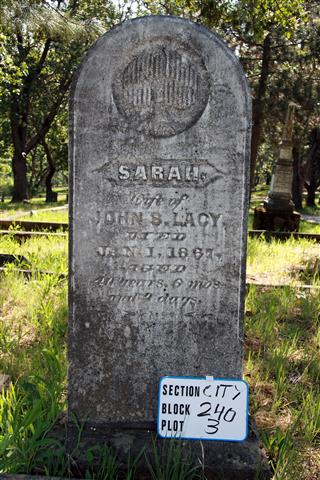 SARAH.
Wife of
JOHN S. LACY.
DIED
JAN. 1, 1867.
AGED
40 years, 6 mos.
and 2 days.
SECTION CITY
BLOCK 240
PLOT 3